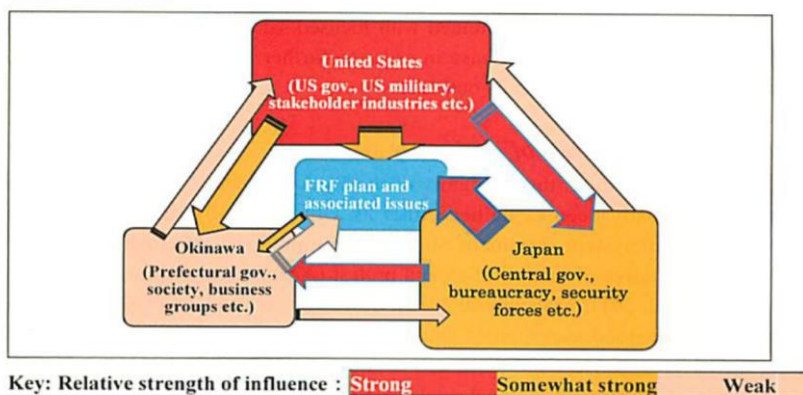 United States
(US gov., US military,
stakeholder industries etc.)
FRF plan and
associated issues
Okinawa
(Prefectural gov.,
society, business
groups etc.)
Japan
(Central gov.,
bureaucracy, security
forces etc.)
Key: Relative strength of influence : Strong Somewhat strong Weak